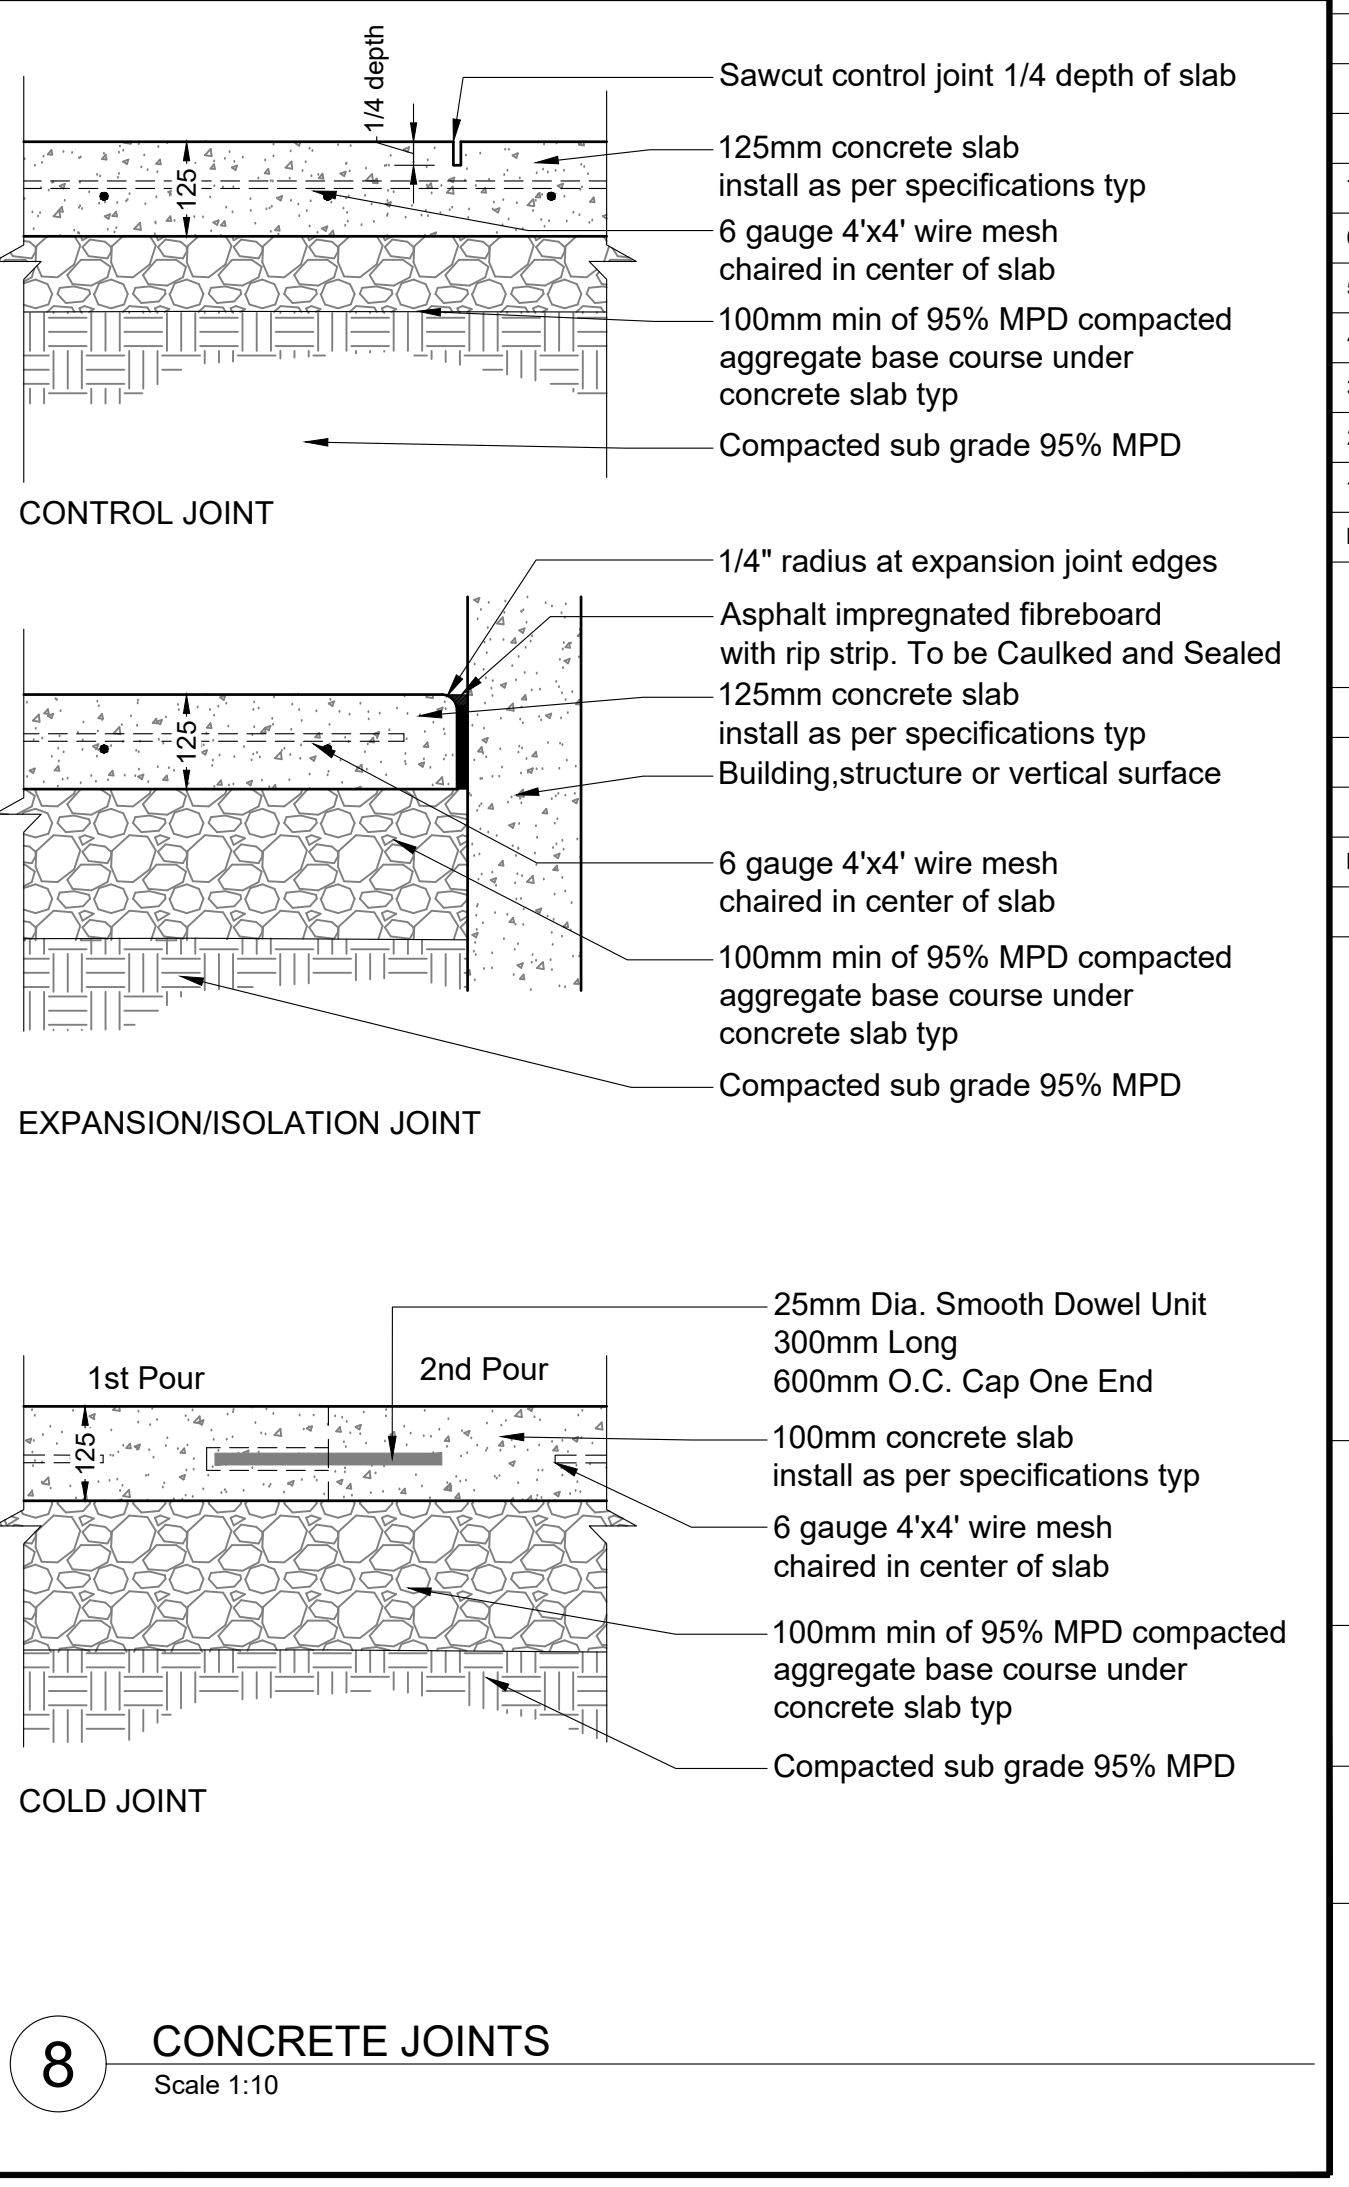 1/4 depth
Sawcut control joint 1/4 depth of slab
125mm concrete slab
install as per specifications typ
125
6 gauge 4'x4' wire mesh
chaired in center of slab
100mm min of 95% MPD compacted
aggregate base course under
concrete slab typ
Compacted sub grade 95% MPD
CONTROL JOINT
1/4" radius at expansion joint edges
Asphalt impregnated fibreboard
with rip strip. To be Caulked and Sealed
125mm concrete slab
install as per specifications typ
125
Building,structure or vertical surface
6 gauge 4'x4' wire mesh
chaired in center of slab
100mm min of 95% MPD compacted
aggregate base course under
concrete slab typ
Compacted sub grade 95% MPD
EXPANSION/ISOLATION JOINT
25mm Dia. Smooth Dowel Unit
300mm Long
600mm O.C. Cap One End
1st Pour
2nd Pour
125
100mm concrete slab
install as per specifications typ
6 gauge 4'x4' wire mesh
chaired in center of slab
100mm min of 95% MPD compacted
aggregate base course under
concrete slab typ
Compacted sub grade 95% MPD
COLD JOINT
8
CONCRETE JOINTS
Scale 1:10